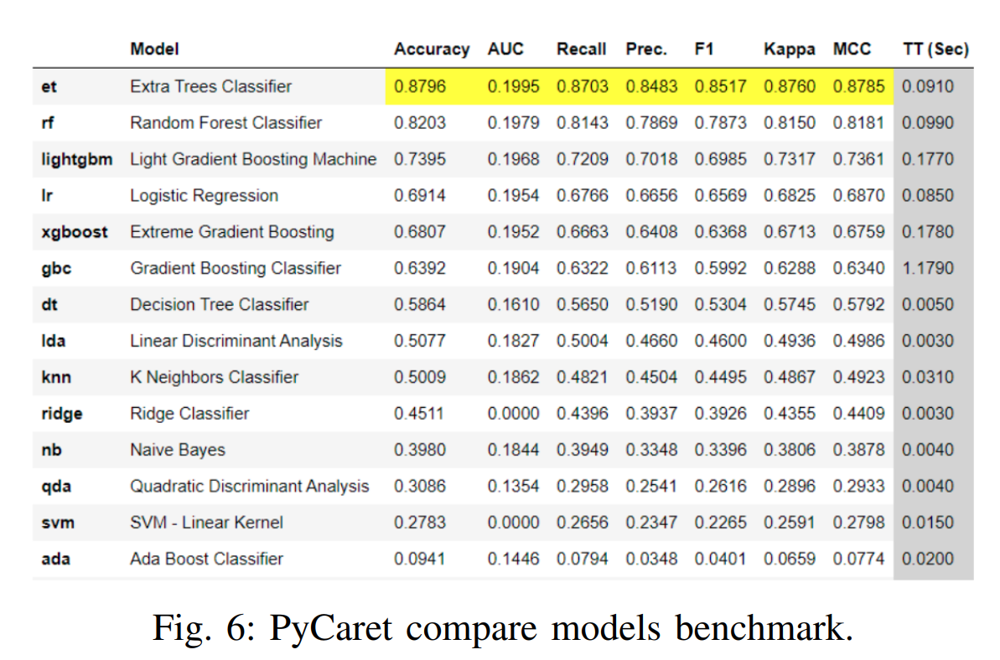 Model Accuracy AUC Recall Prec. F1 Kappa MCC TT (Sec)
et Extra Trees Classifier 0.8796 0.1995 0.8703 0.8483 0.8517 0.8760 0.8785 0.0910
rf Random Forest Classifier 0.8203 0.1979 0.8143 0.7869 0.7873 0.8150 0.8181 0.0990
lightgbm Light Gradient Boosting Machine 0.7395 0.1968 0.7209 0.7018 0.6985 0.7317 0.7361 0.1770
lr Logistic Regression 0.6914 0.1954 0.6766 0.6656 0.6569 0.6825 0.6870 0.0850
xgboost Extreme Gradient Boosting 0.6807 0.1952 0.6663 0.6408 0.6368 0.6713 0.6759 0.1780
gbc Gradient Boosting Classifier 0.6392 0.1904 0.6322 0.6113 0.5992 0.6288 0.6340 1.1790
dt Decision Tree Classifier 0.5864 0.1610 0.5650 0.5190 0.5304 0.5745 0.5792 0.0050
lda Linear Discriminant Analysis 0.5077 0.1827 0.5004 0.4660 0.4600 0.4936 0.4986 0.0030
knn K Neighbors Classifier 0.5009 0.1862 0.4821 0.4504 0.4495 0.4867 0.4923 0.0310
ridge Ridge Classifier 0.4511 0.0000 0.4396 0.3937 0.3926 0.4355 0.4409 0.0030
nb Naive Bayes 0.3980 0.1844 0.3949 0.3348 0.3396 0.3806 0.3878 0.0040
qda Quadratic Discriminant Analysis 0.3086 0.1354 0.2958 0.2541 0.2616 0.2896 0.2933 0.0040
svm SVM - Linear Kernel 0.2783 0.0000 0.2656 0.2347 0.2265 0.2591 0.2798 0.0150
ada Ada Boost Classifier 0.0941 0.1446 0.0794 0.0348 0.0401 0.0659 0.0774 0.0200
Fig. 6: PyCaret compare models benchmark.